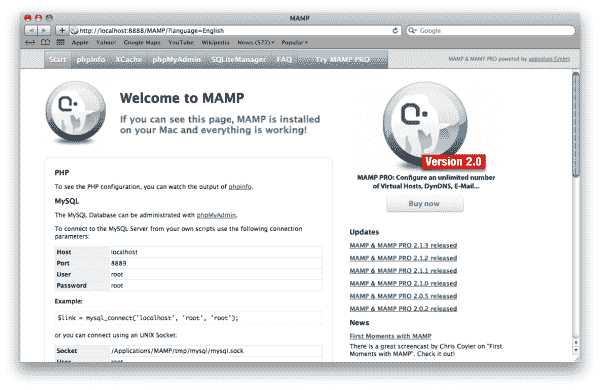 MAMP
http://localhost:8888/MAMP/?language=English
Google
Apple Yahoo! Google Maps YouTube Wikipedia News (577) Popular
Start phpInfo XCache phpMyAdmin SQLiteManager FAQ Try MAMP PRO
MAMP & MAMP PRO powered by appsolute GmbH
Welcome to MAMP
If you can see this page, MAMP is installed
on your Mac and everything is working!
Version 2.0
MAMP PRO: Configure an unlimited number
of Virtual Hosts, DynDNS, E-Mail...
Buy now
PHP
To see the PHP configuration, you can watch the output of phpinfo.
MySQL
The MySQL Database can be administrated with phpMyAdmin.
To connect to the MySQL Server from your own scripts use the following connection
parameters:
Host localhost
Port 8889
User root
Password root
Example:
$link = mysql_connect('localhost', 'root', 'root');
or you can connect using an UNIX Socket:
Socket /Applications/MAMP/tmp/mysql/mysql.sock
User root
Updates
MAMP & MAMP PRO 2.1.3 released
MAMP & MAMP PRO 2.1.2 released
MAMP & MAMP PRO 2.1.1 released
MAMP & MAMP PRO 2.1.0 released
MAMP & MAMP PRO 2.0.5 released
MAMP & MAMP PRO 2.0.2 released
News
First Moments with MAMP
There is a great screencast by Chris Coyier on "First
Moments with MAMP". Check it out!